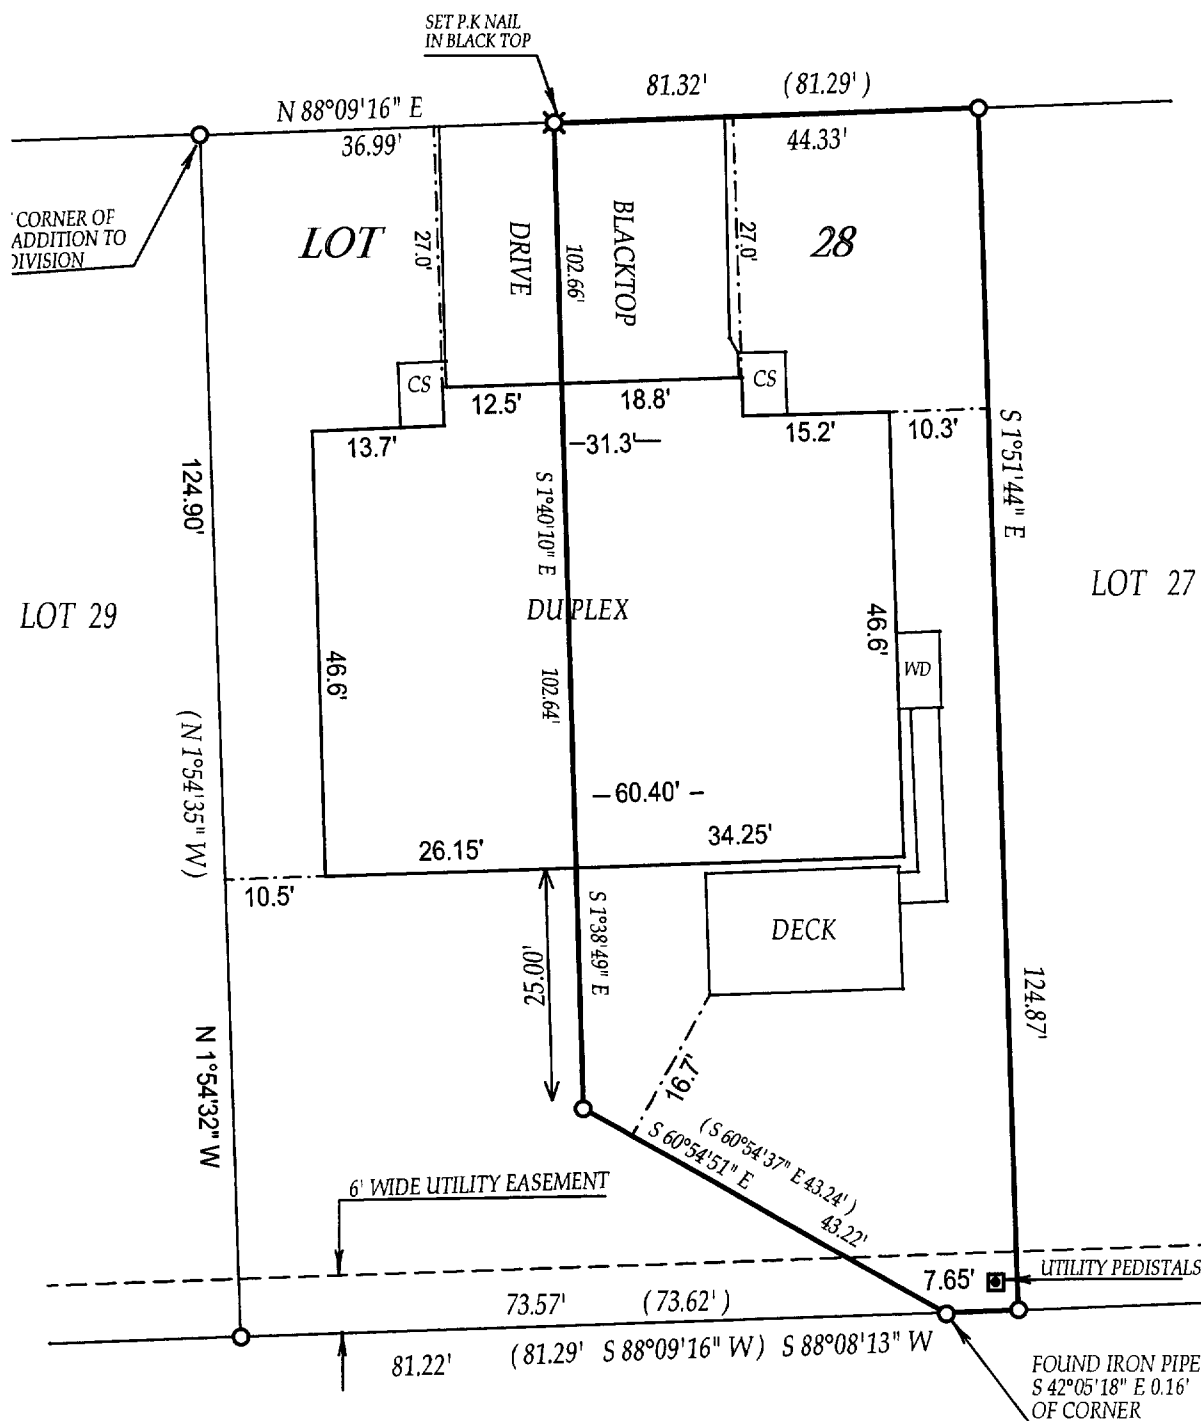 SET P.K NAIL
IN BLACK TOP
81.32' (81.29')
N 88°09'16" E
36.99'
44.33'
CORNER OF
ADDITION TO
DIVISION
LOT
27.0'
DRIVE
102.66'
BLACKTOP
27.0'
28
CS
CS
12.5'
18.8'
13.7'
31.3'
15.2'
10.3'
S 1°51'44" E
124.90'
S 1°40'10" E
LOT 29
DUPLEX
LOT 27
46.6'
46.6'
WD
102.64'
(N 1°54'35" W)
60.40'
26.15'
34.25'
10.5'
S 1°38'49" E
25.00'
DECK
124.87'
N 1°54'32" W
16.7'
(S 60°54'37" E 43.24')
S 60°54'51" E
43.22'
6' WIDE UTILITY EASEMENT
7.65'
UTILITY PEDISTALS
73.57' (73.62')
81.22' (81.29' S 88°09'16" W) S 88°08'13" W
FOUND IRON PIPE
S 42°05'18" E 0.16'
OF CORNER